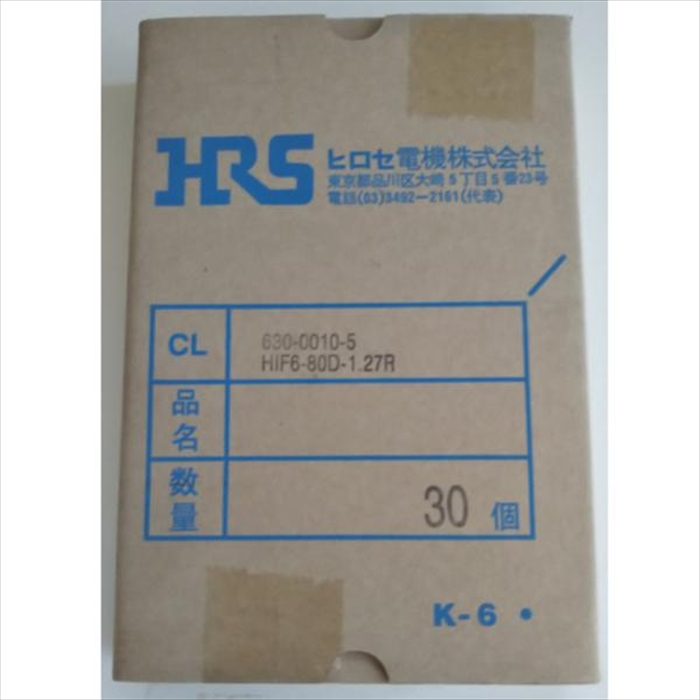 HRS
ヒロセ電機株式会社
東京都品川区大崎5丁目5番23号
電話(03)3492-2161(代表)
CL
630-0010-5
HIF6-80D-1.27R
品名
数量
30 個
K-6